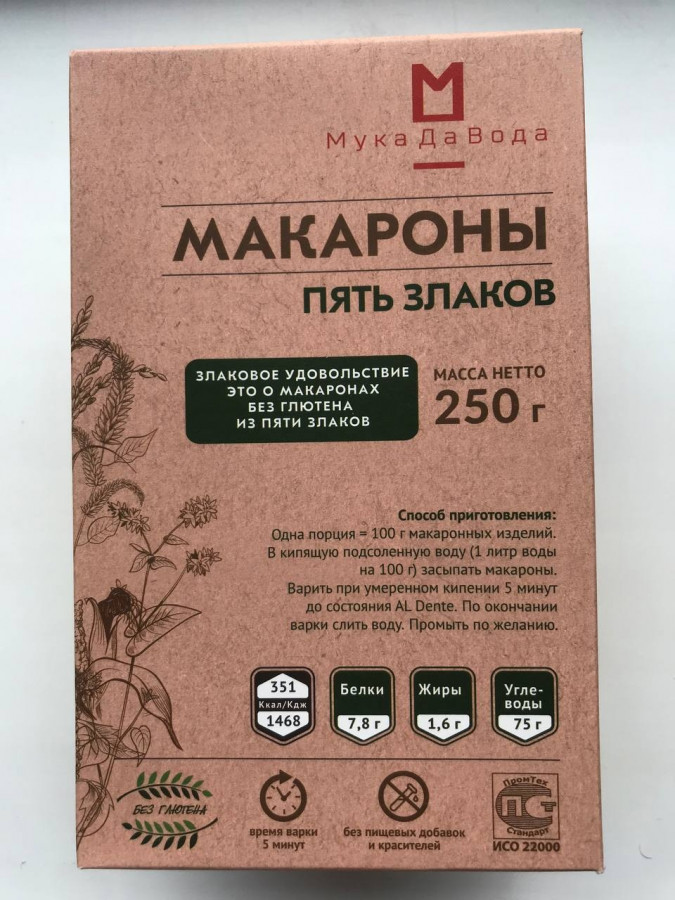 МукаДаВода
МАКАРОНЫ
ПЯТЬ ЗЛАКОВ
ЗЛАКОВОЕ УДОВОЛЬСТВИЕ
ЭТО О МАКАРОНАХ
БЕЗ ГЛЮТЕНА
ИЗ ПЯТИ ЗЛАКОВ
МАССА НЕТТО
250 г
Способ приготовления:
Одна порция = 100 г макаронных изделий.
В кипящую подсоленную воду (1 литр воды
на 100 г) засыпать макароны.
Варить при умеренном кипении 5 минут
до состояния AL Dente. По окончании
варки слить воду. Промыть по желанию.
351
Ккал/Кдж
1468
Белки
7,8 г
Жиры
1,6 г
Угле-
воды
75 г
БЕЗ ГЛЮТЕНА
время варки
5 минут
без пищевых добавок
и красителей
ПромТех
ПСТ
Стандарт
ИСО 22000